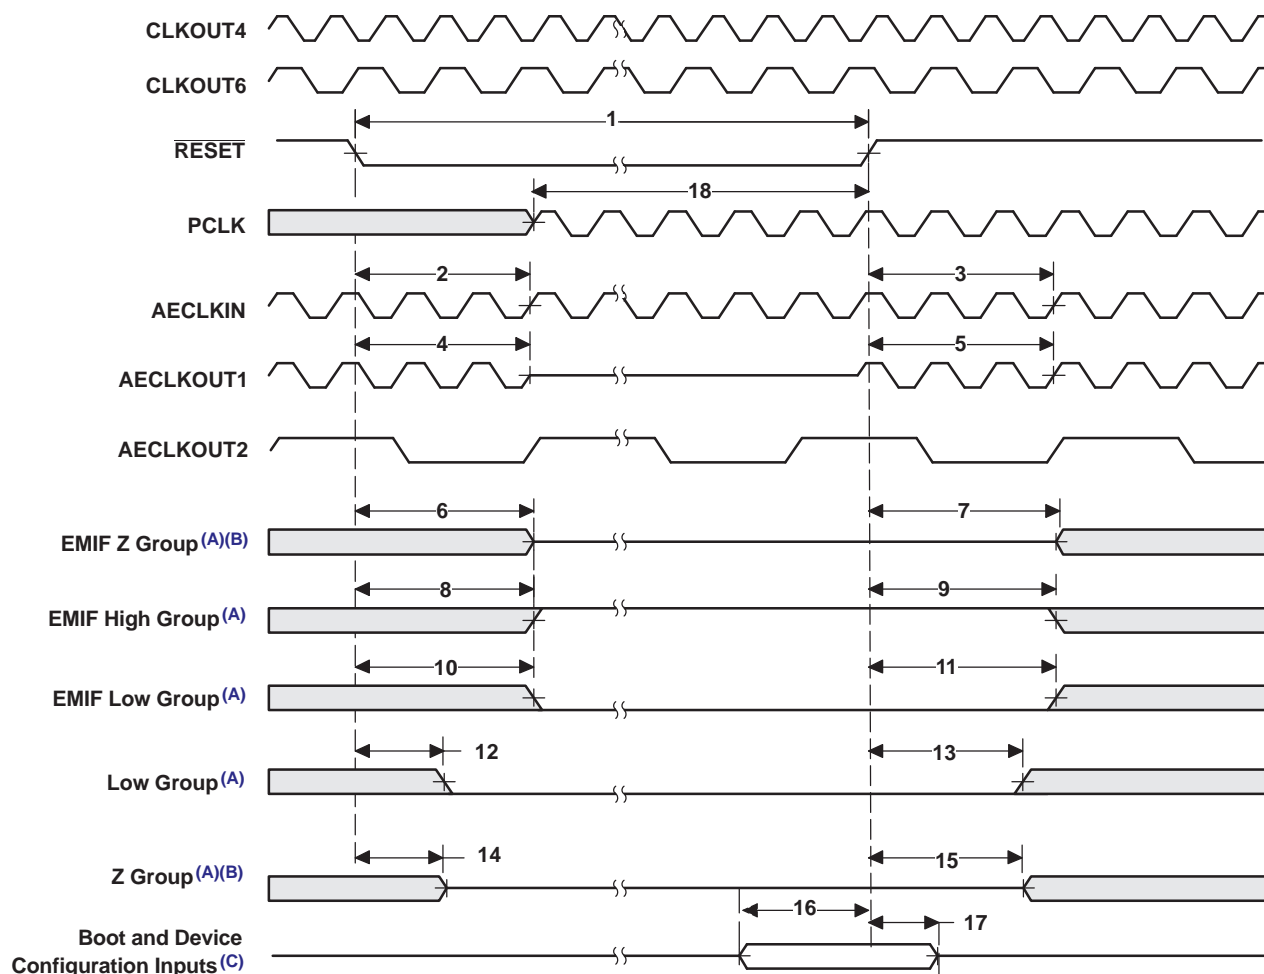 CLKOUT4
CLKOUT6
1
RESET
18
PCLK
2
3
AECLKIN
4
5
AECLKOUT1
AECLKOUT2
6
7
EMIF Z Group (A)(B)
8
9
EMIF High Group (A)
10
11
EMIF Low Group (A)
12
13
Low Group (A)
14
15
Z Group (A)(B)
16
17
Boot and Device
Configuration Inputs (C)